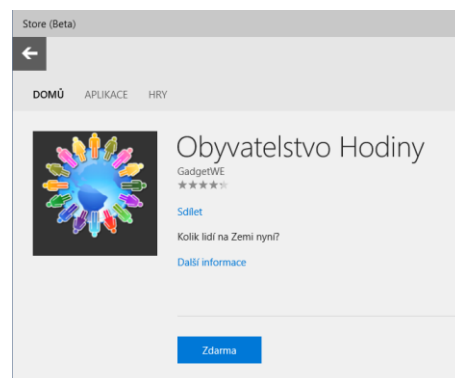 Store (Beta)
DOMŮ APLIKACE HRY
Obyvatelstvo Hodiny
GadgetWE
Sdílet
Kolik lidí na Zemi nyní?
Další informace
Zdarma